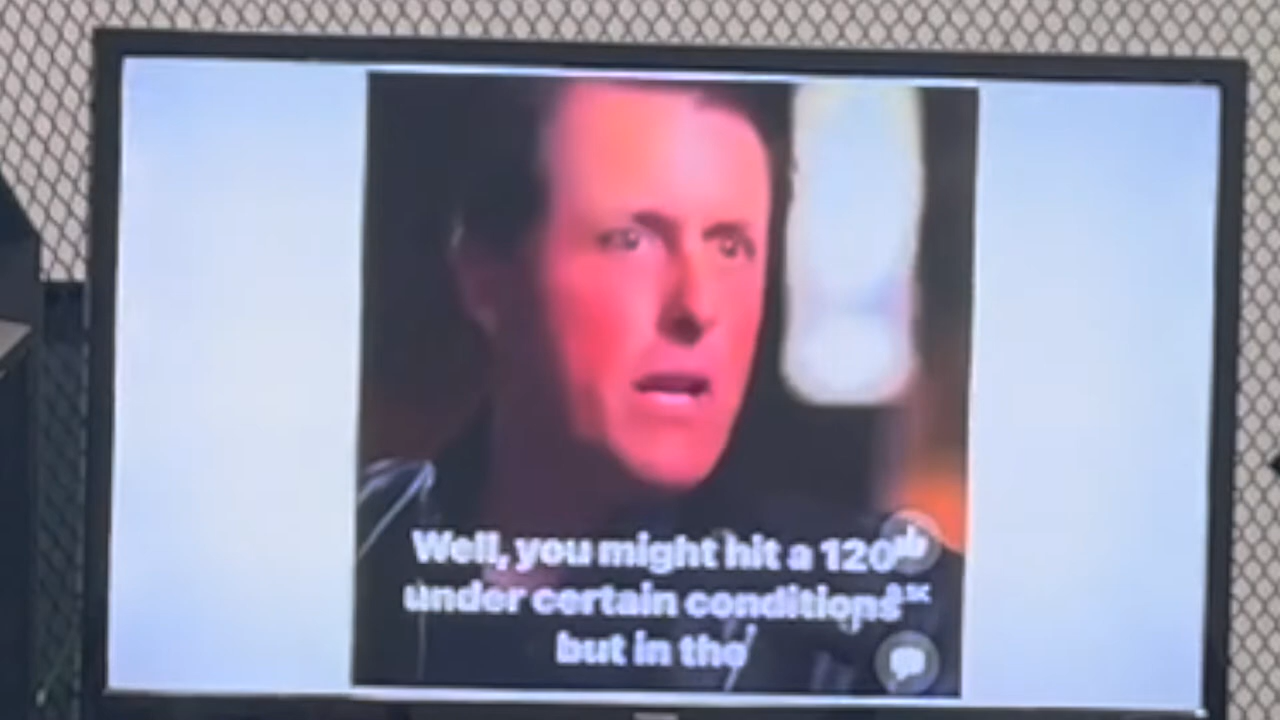 Well, you might hit a 120
under certain conditions
but in the